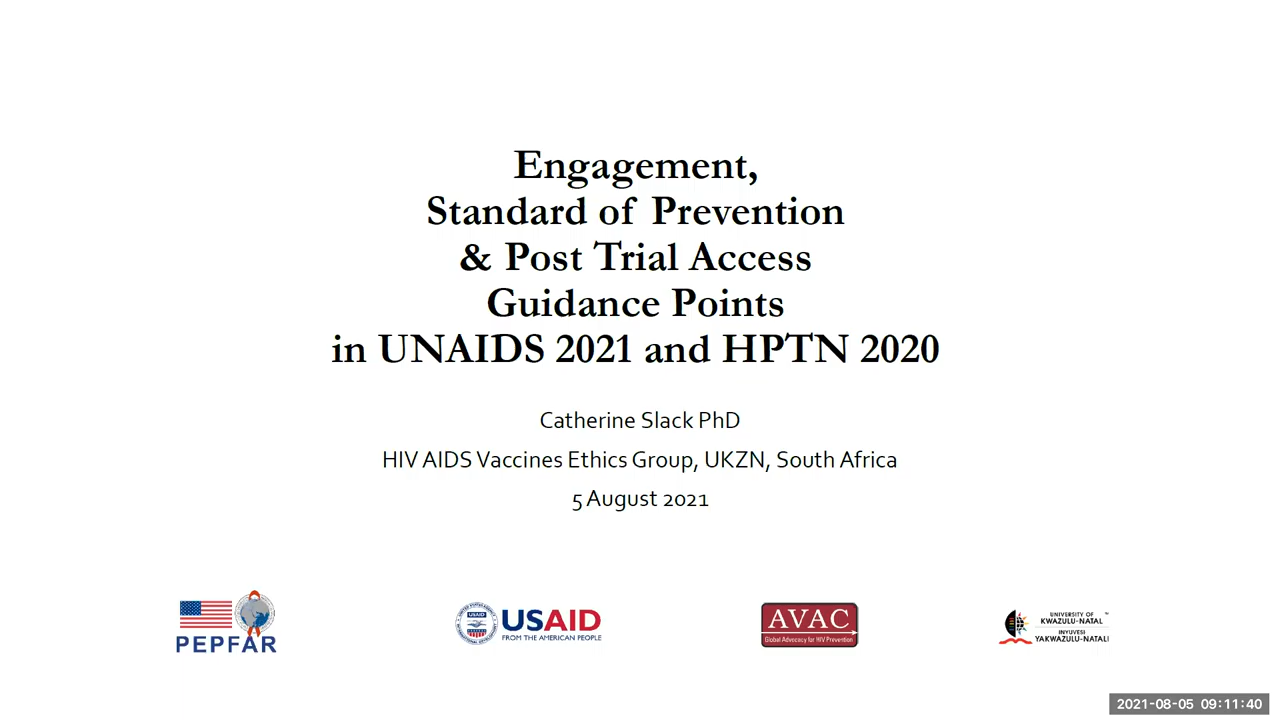 Engagement,
Standard of Prevention
& Post Trial Access
Guidance Points
in UNAIDS 2021 and HPTN 2020
Catherine Slack PhD
HIV AIDS Vaccines Ethics Group, UKZN, South Africa
5 August 2021
PEPFAR
USAID
USAID
FROM THE AMERICAN PEOPLE
AVAC
Global Advocacy for HIV Prevention
UNIVERSITY OF
KWAZULU-NATAL
INYUVESI
YAKWAZULU-NATALI
2021-08-05 09:11:40